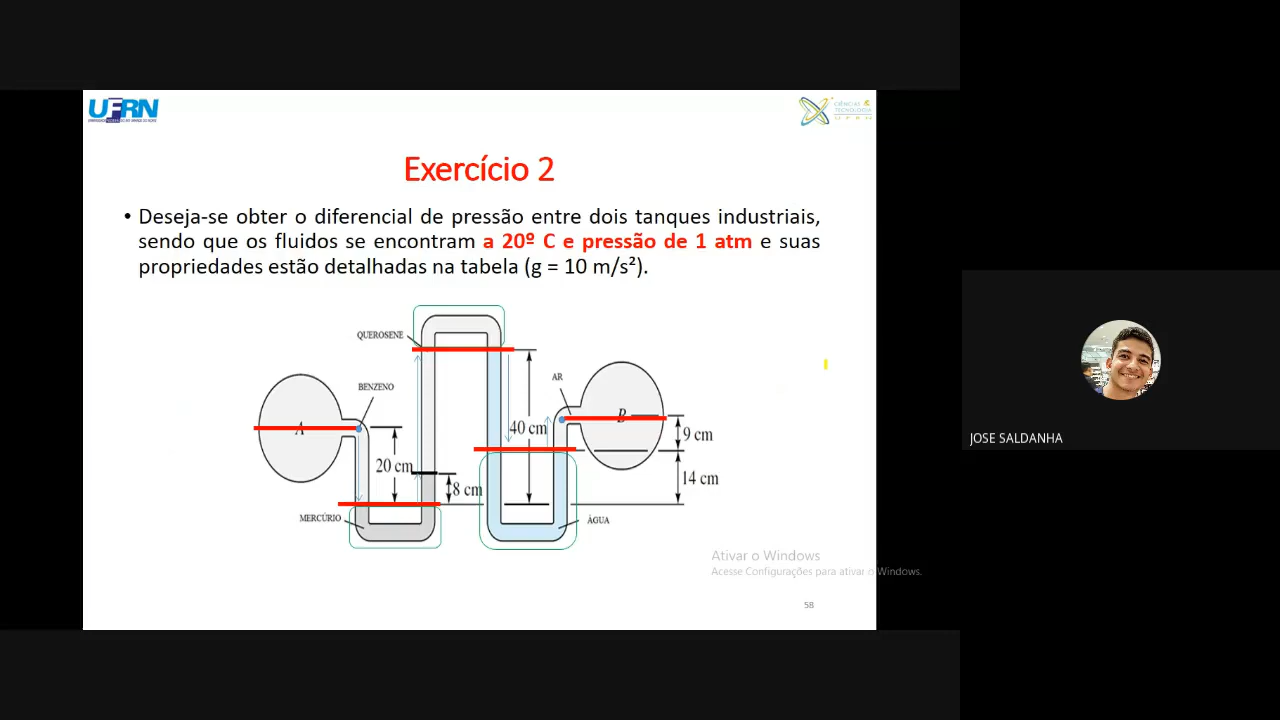 UFRN
CIÊNCIAS &
TECNOLOGIA
UFRN
Exercício 2
• Deseja-se obter o diferencial de pressão entre dois tanques industriais,
sendo que os fluidos se encontram a 20º C e pressão de 1 atm e suas
propriedades estão detalhadas na tabela (g = 10 m/s²).
QUEROSENE
BENZENO
AR
A
B
40 cm
9 cm
20 cm
8 cm
14 cm
MERCÚRIO
ÁGUA
JOSE SALDANHA
Ativar o Windows
Acesse Configurações para ativar o Windows.
58